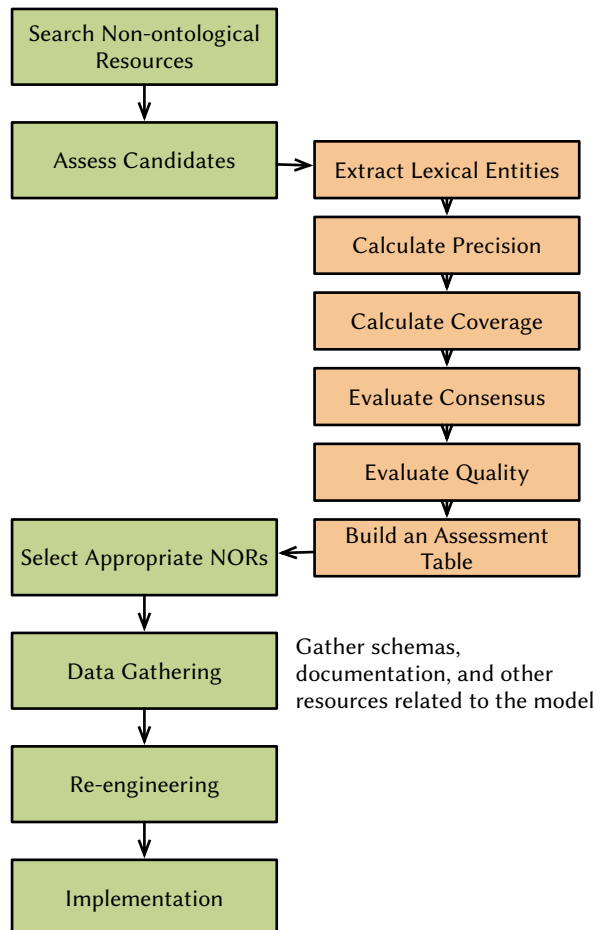 Search Non-ontological
Resources
Assess Candidates
Extract Lexical Entities
Calculate Precision
Calculate Coverage
Evaluate Consensus
Evaluate Quality
Build an Assessment
Table
Select Appropriate NORs
Data Gathering
Gather schemas,
documentation, and other
resources related to the model
Re-engineering
Implementation